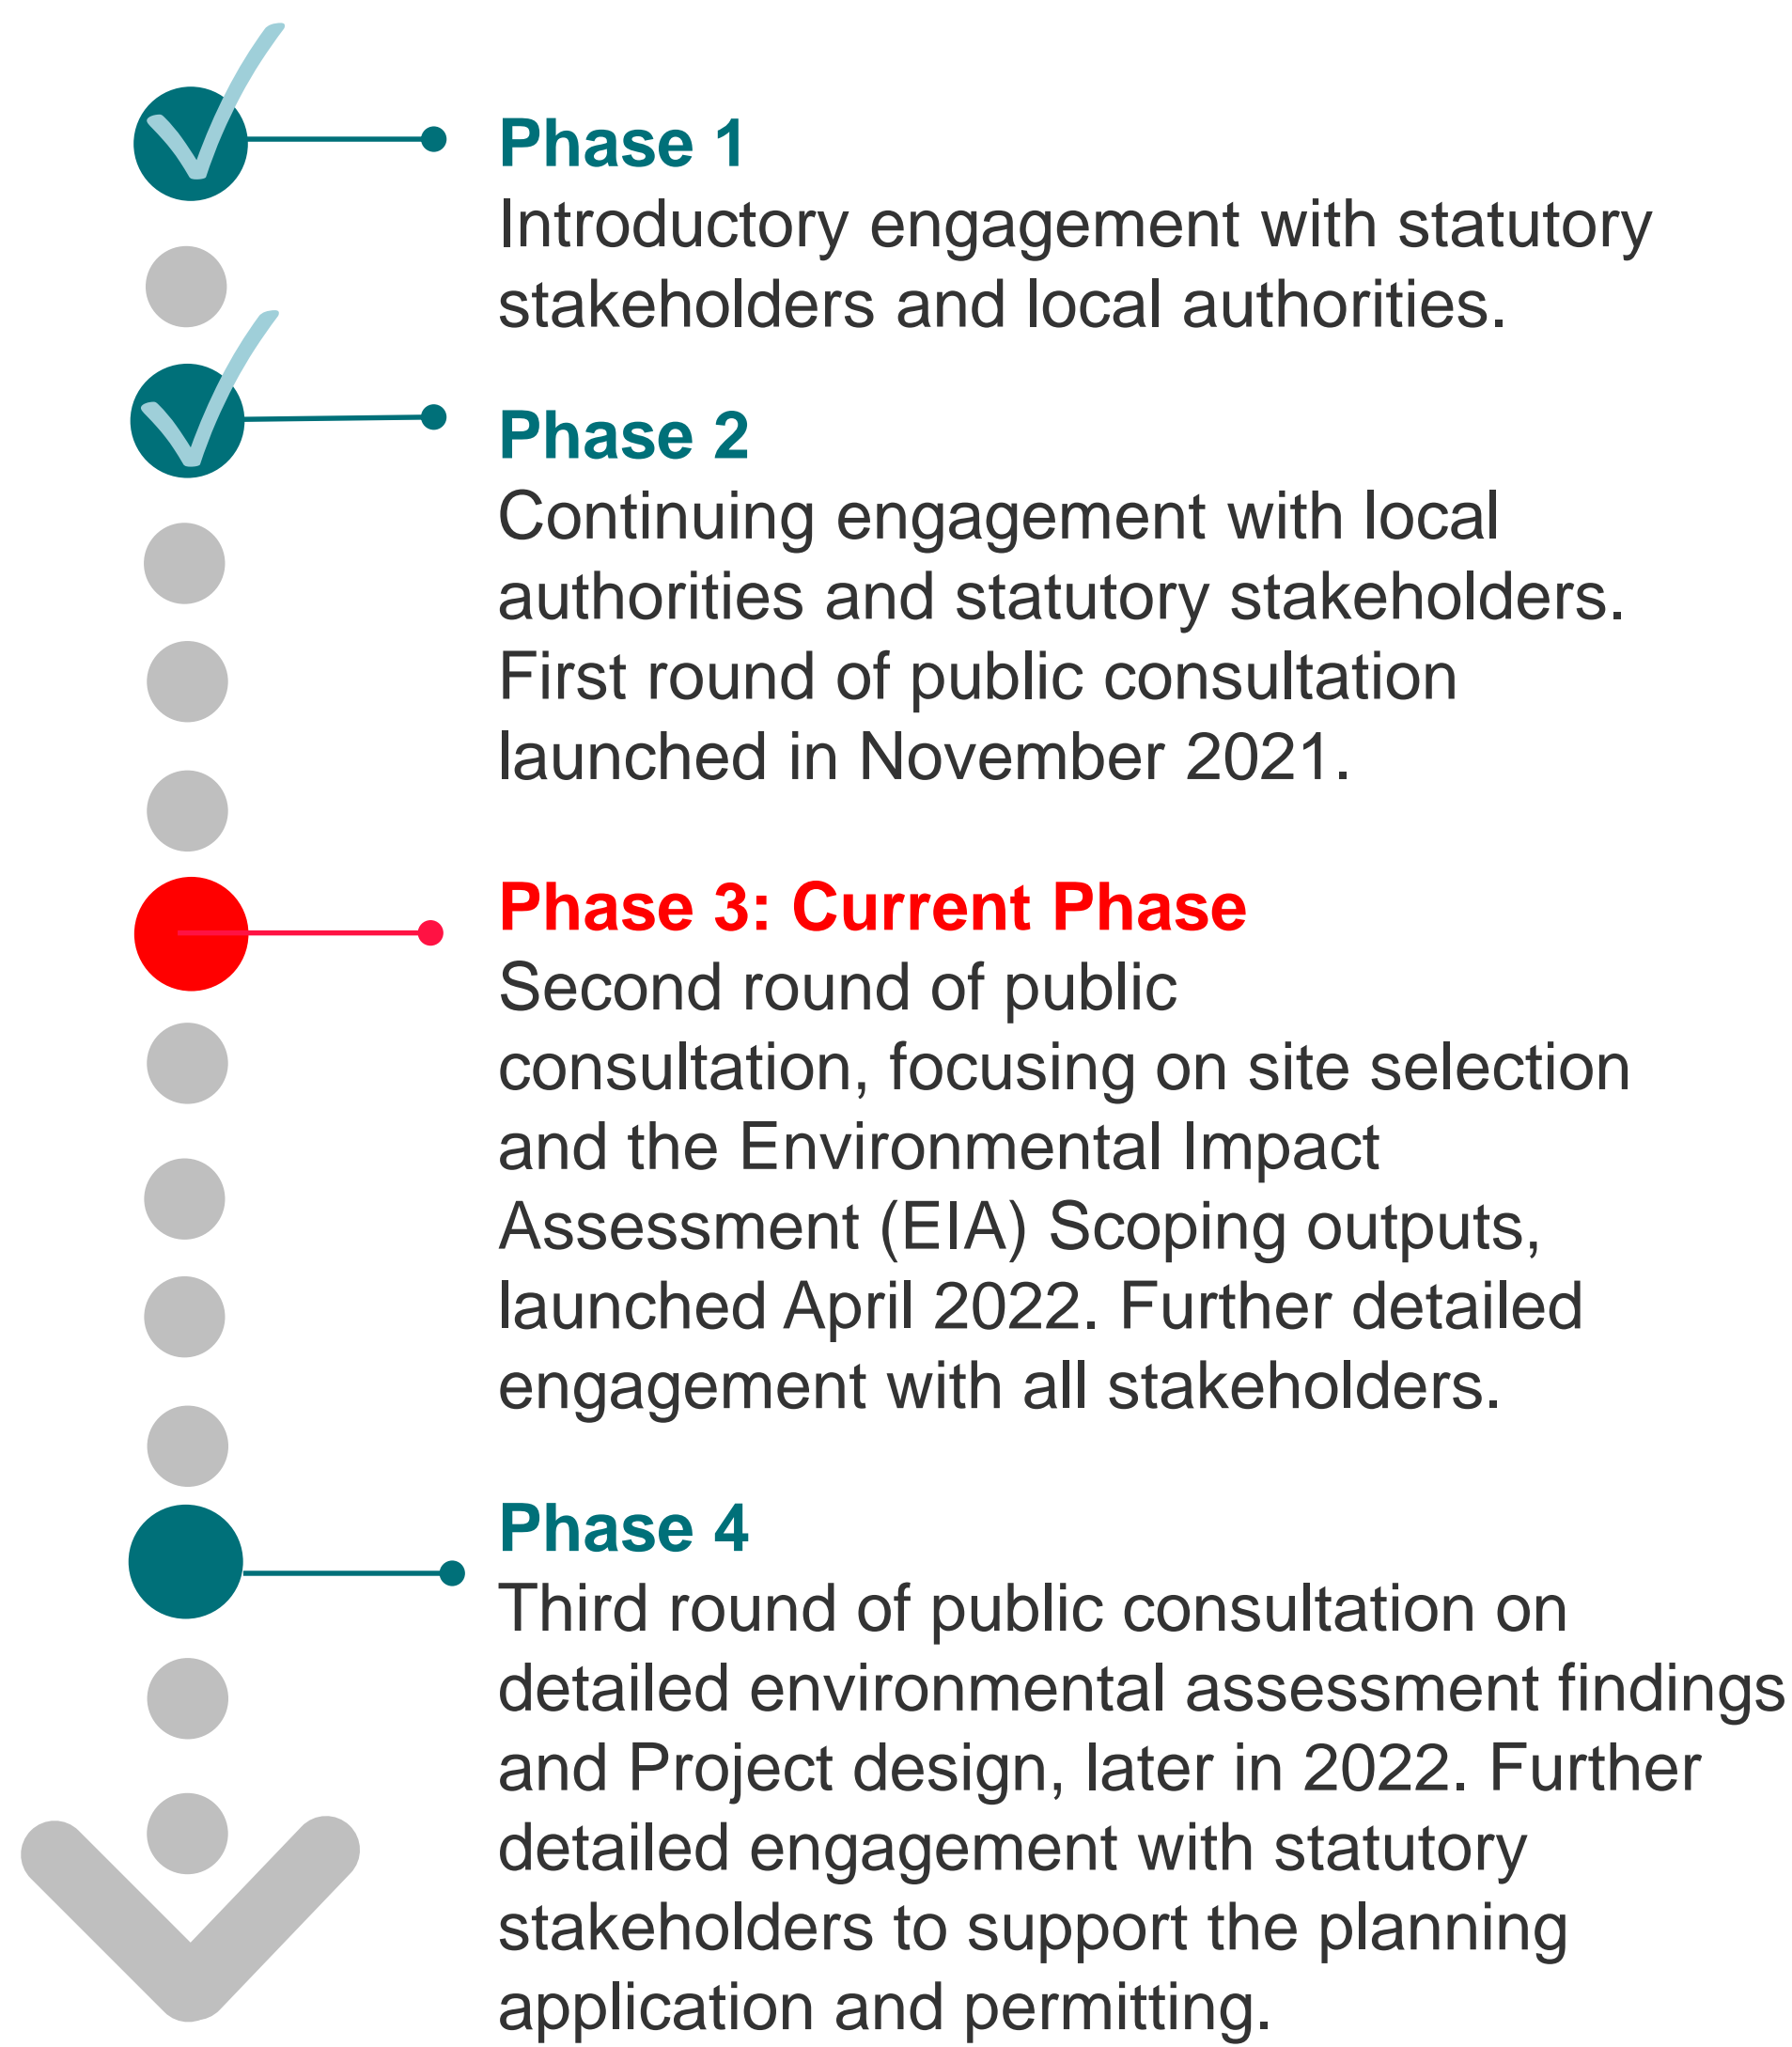 Phase 1
Introductory engagement with statutory
stakeholders and local authorities.
Phase 2
Continuing engagement with local
authorities and statutory stakeholders.
First round of public consultation
launched in November 2021.
Phase 3: Current Phase
Second round of public
consultation, focusing on site selection
and the Environmental Impact
Assessment (EIA) Scoping outputs,
launched April 2022. Further detailed
engagement with all stakeholders.
Phase 4
Third round of public consultation on
detailed environmental assessment findings
and Project design, later in 2022. Further
detailed engagement with statutory
stakeholders to support the planning
application and permitting.